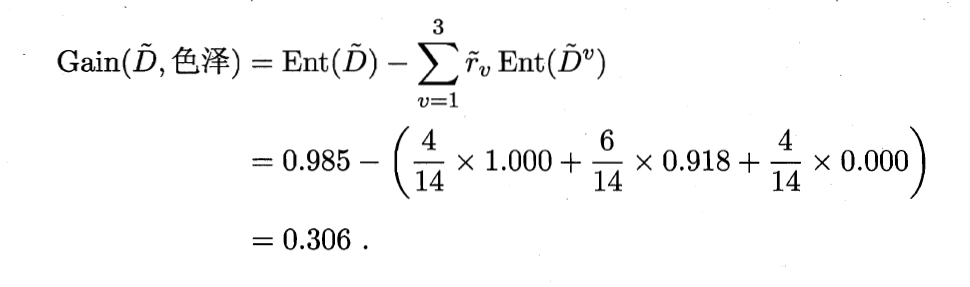 Gain(D̃, 色泽) = Ent(D̃) − ∑_{v=1}^{3} r̃_v Ent(D̃^v)
= 0.985 − (4/14 × 1.000 + 6/14 × 0.918 + 4/14 × 0.000)
= 0.306 .